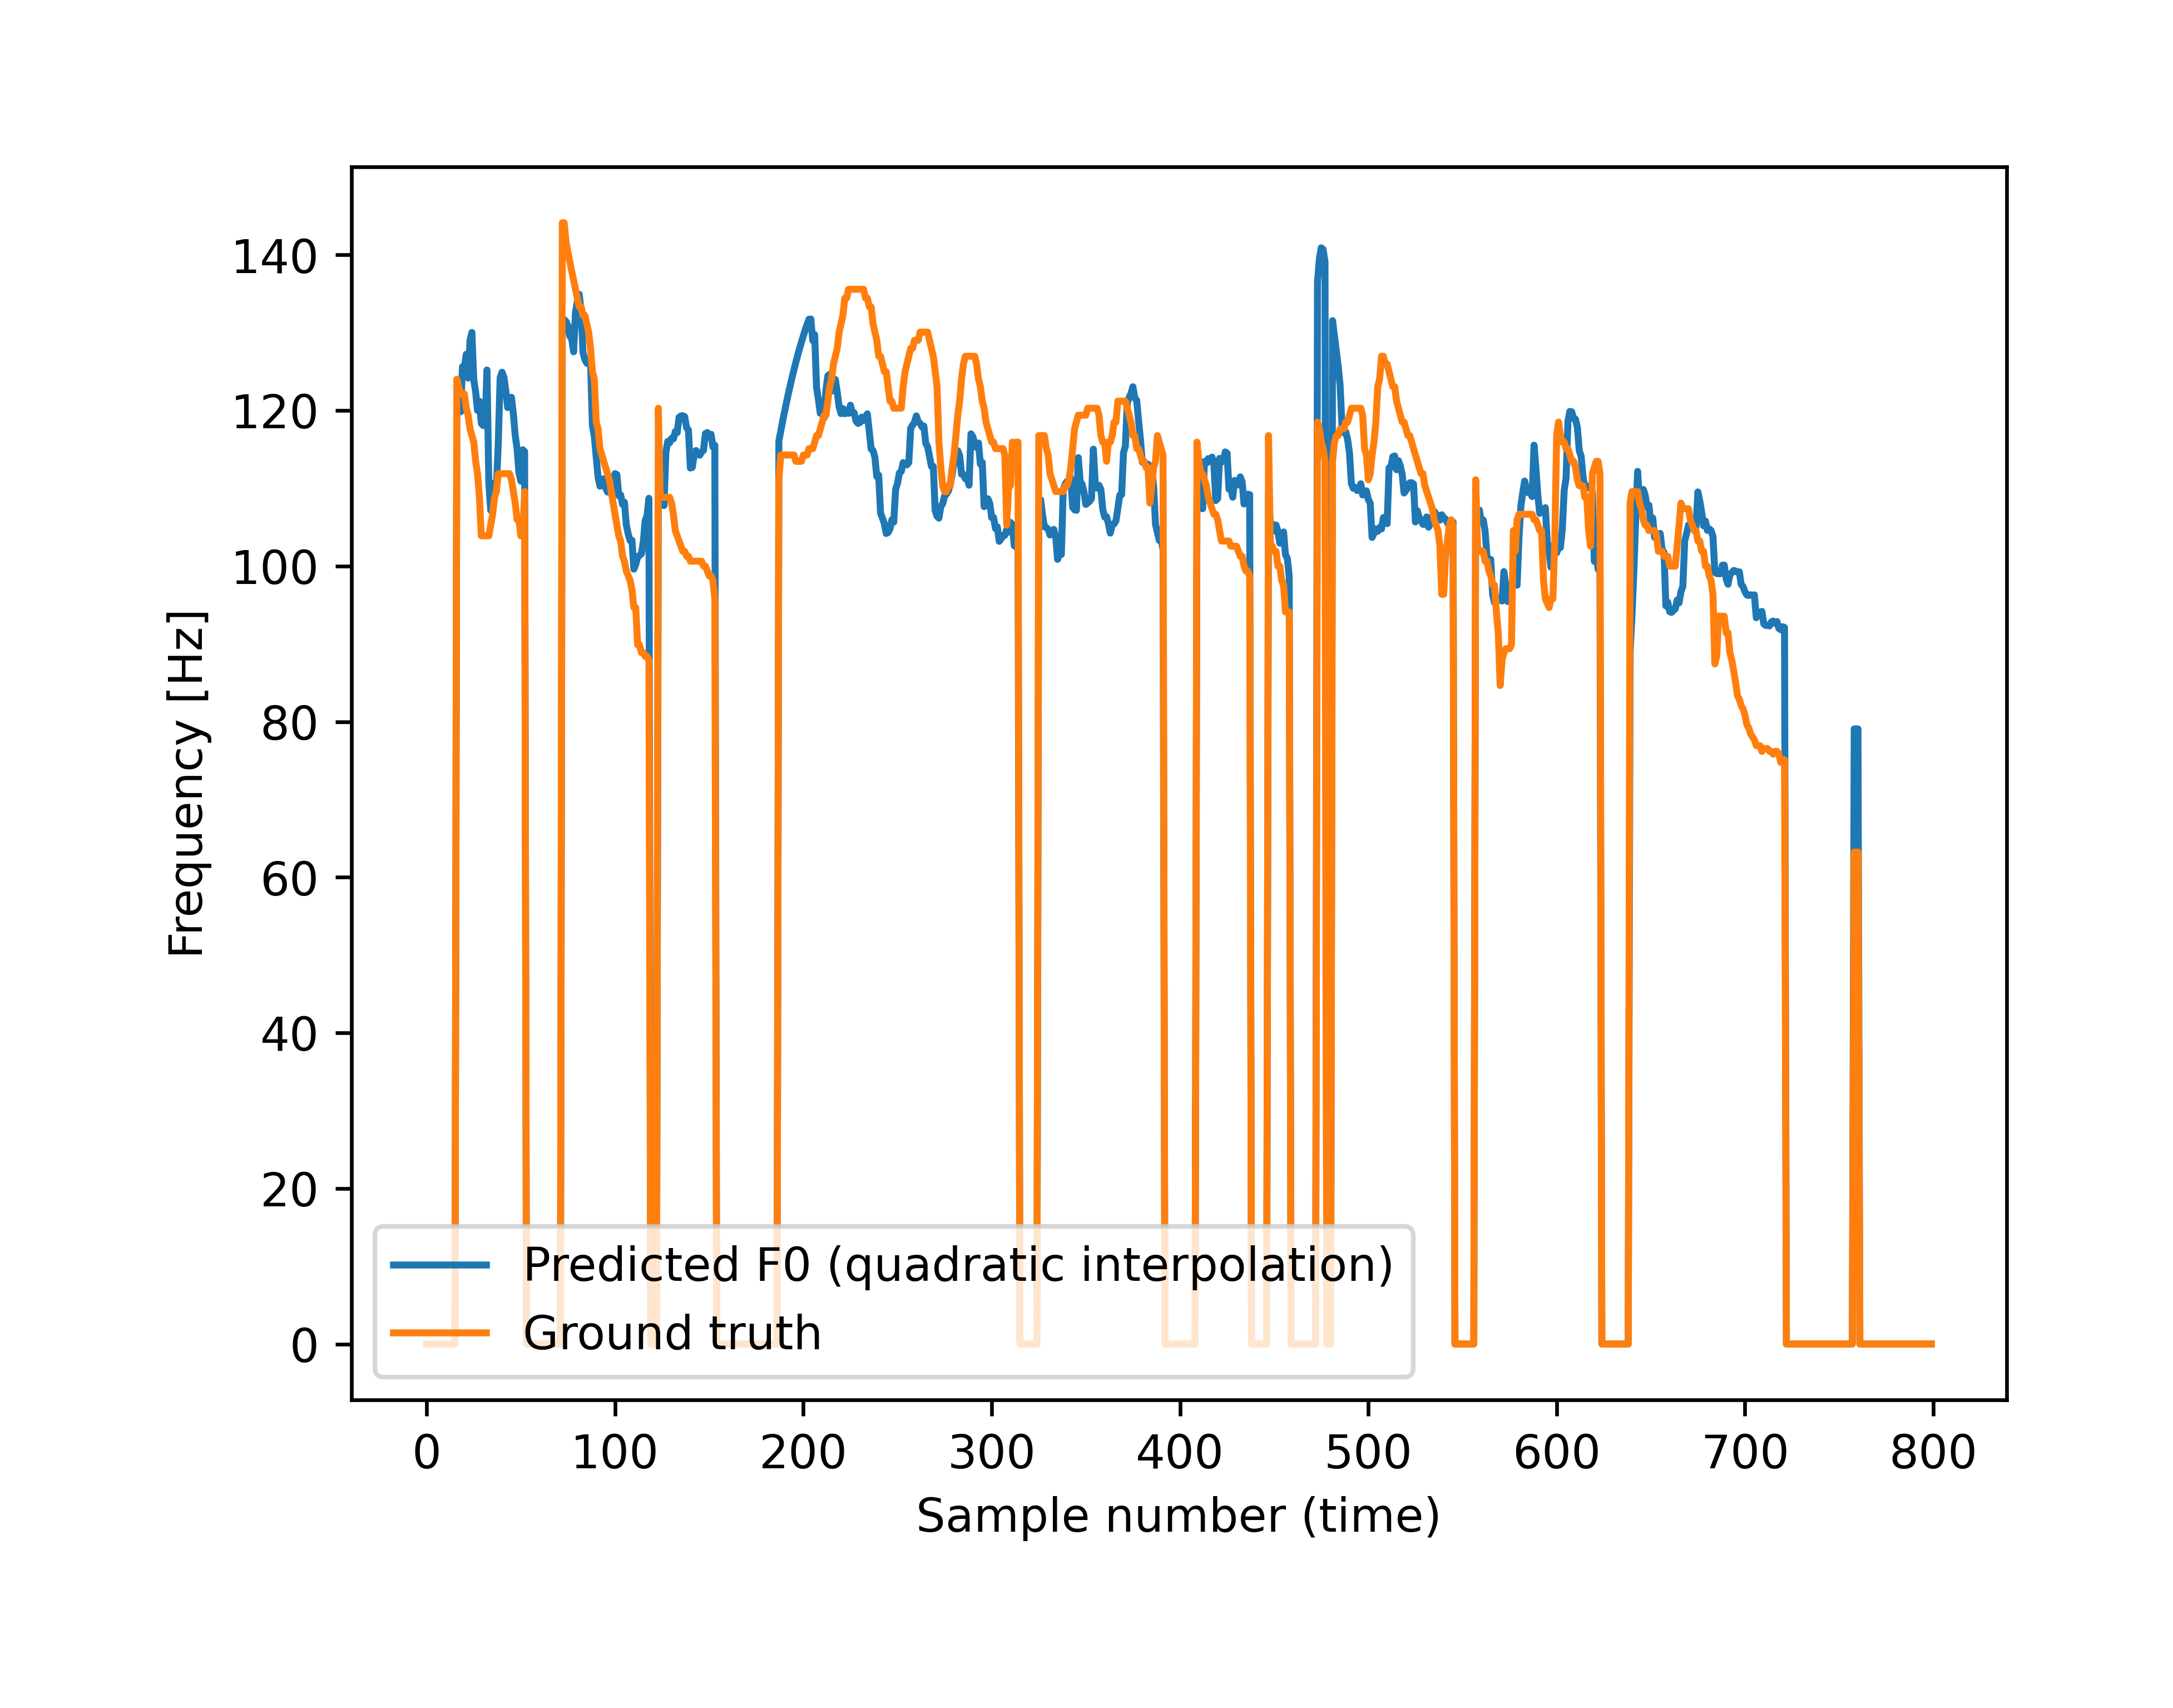 140
120
100
80
60
40
20
0
Frequency [Hz]
Predicted F0 (quadratic interpolation)
Ground truth
0 100 200 300 400 500 600 700 800
Sample number (time)